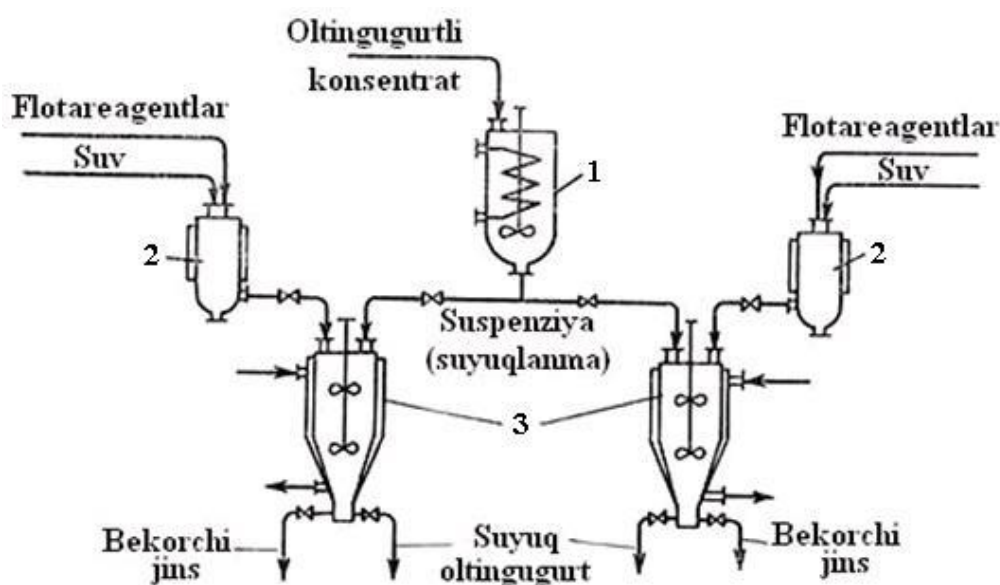 Oltingugurtli
konsentrat
Flotareagentlar
Suv
Flotareagentlar
Suv
1
2
2
Suspenziya
(suyuqlanma)
3
Bekorchi
jins
Suyuq
oltingugurt
Bekorchi
jins